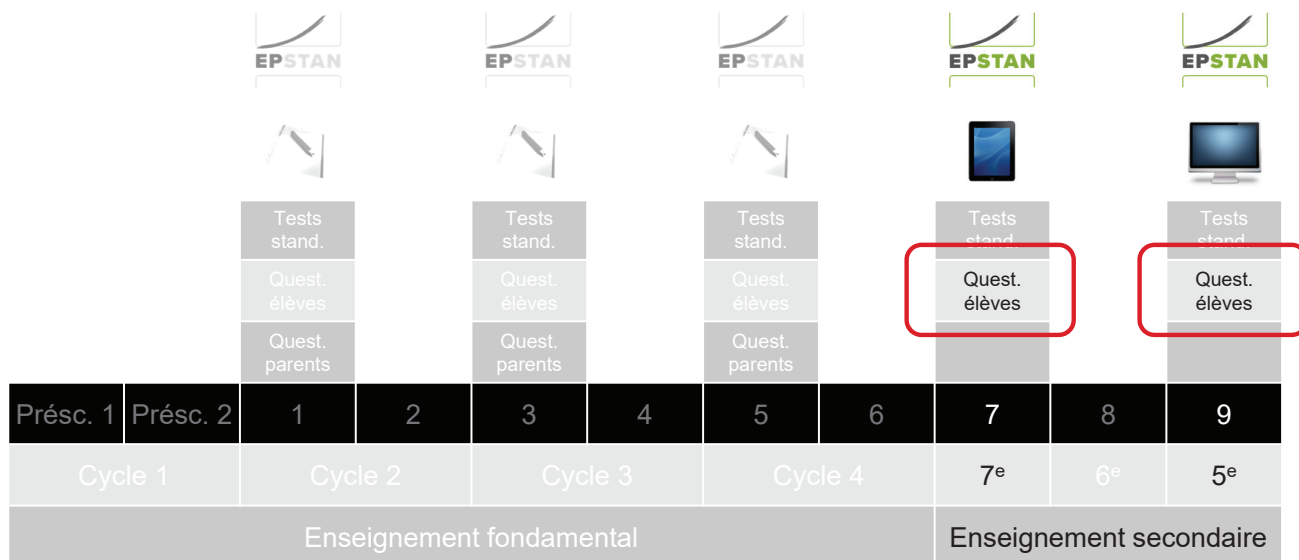 EPSTAN EPSTAN EPSTAN EPSTAN EPSTAN
Tests Tests Tests Tests Tests
stand. stand. stand. stand. stand.
Quest. Quest. Quest. Quest. Quest.
élèves élèves élèves élèves élèves
Quest. Quest. Quest.
parents parents parents
Présc. 1 Présc. 2 1 2 3 4 5 6 7 8 9
Cycle 1 Cycle 2 Cycle 3 Cycle 4 7e 6e 5e
Enseignement fondamental Enseignement secondaire